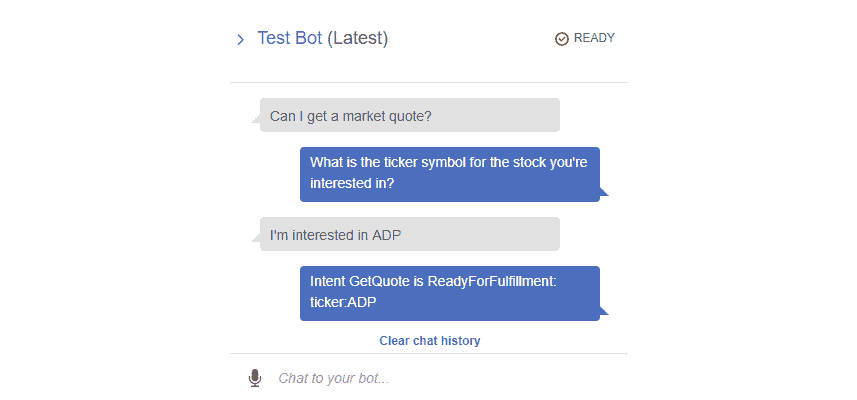 Test Bot (Latest)
READY
Can I get a market quote?
What is the ticker symbol for the stock you're
interested in?
I'm interested in ADP
Intent GetQuote is ReadyForFulfillment:
ticker:ADP
Clear chat history
Chat to your bot...